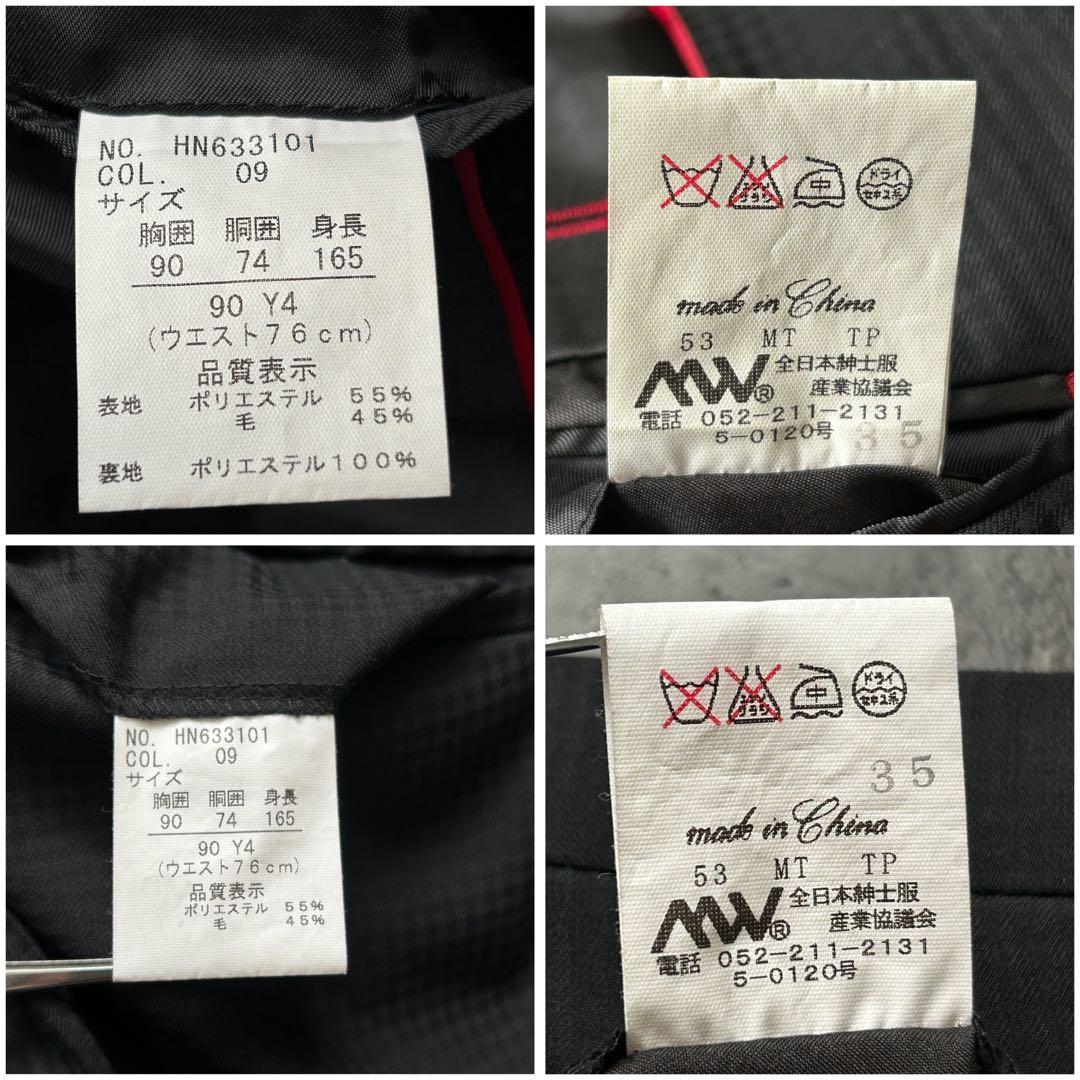 NO. HN633101
COL. 09
サイズ
胸囲 胴囲 身長
90 74 165
90 Y4
(ウエスト76cm)
品質表示
表地 ポリエステル 55%
毛 45%
裏地 ポリエステル100%
エンソ サラシ
中
ドライ
セキユ系
made in China
53 MT TP
MW® 全日本紳士服
産業協議会
電話 052-211-2131
5-0120号 35
NO. HN633101
COL. 09
サイズ
胸囲 胴囲 身長
90 74 165
90 Y4
(ウエスト76cm)
品質表示
ポリエステル 55%
毛 45%
中
ドライ
セキユ系
35
made in China
53 MT TP
MW® 全日本紳士服
産業協議会
電話 052-211-2131
5-0120号